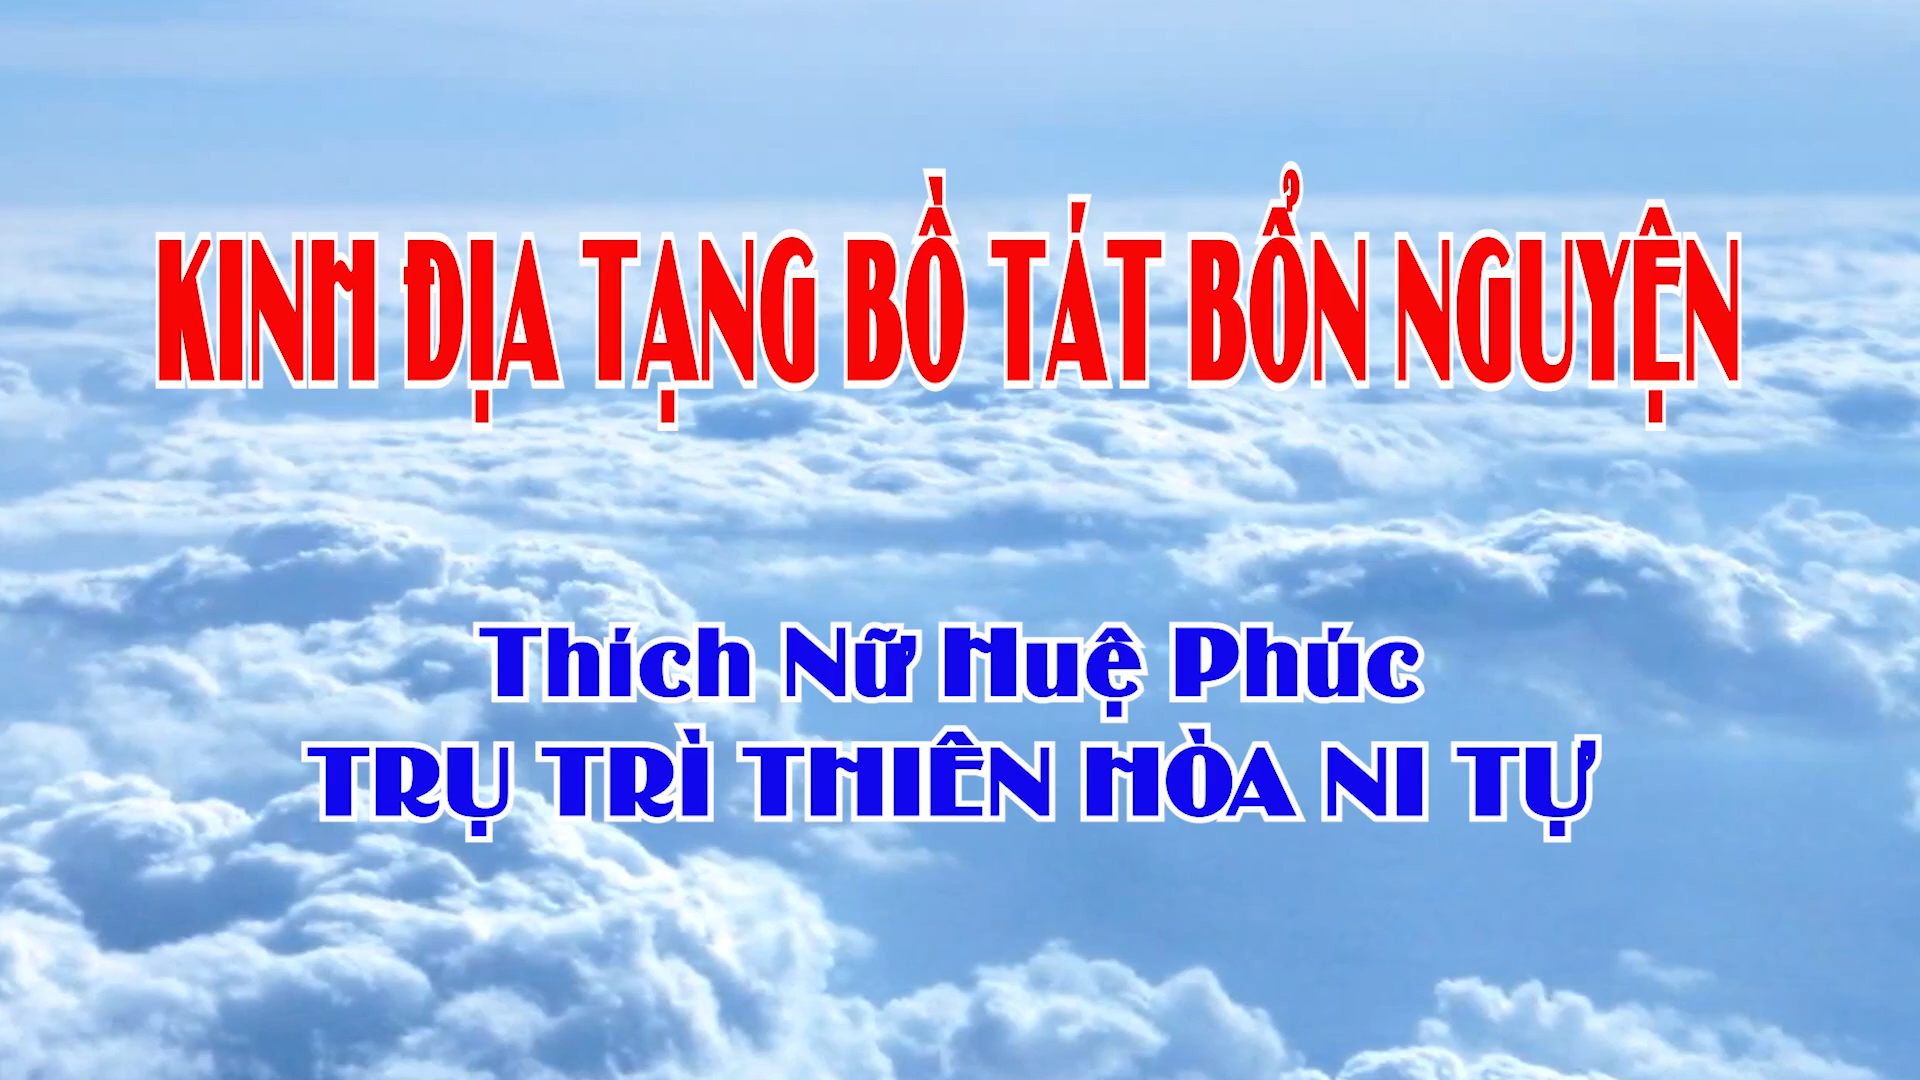 KINH ĐỊA TẠNG BỒ TÁT BỔN NGUYỆN
Thích Nữ Huệ Phúc
TRỤ TRÌ THIÊN HÒA NI TỰ